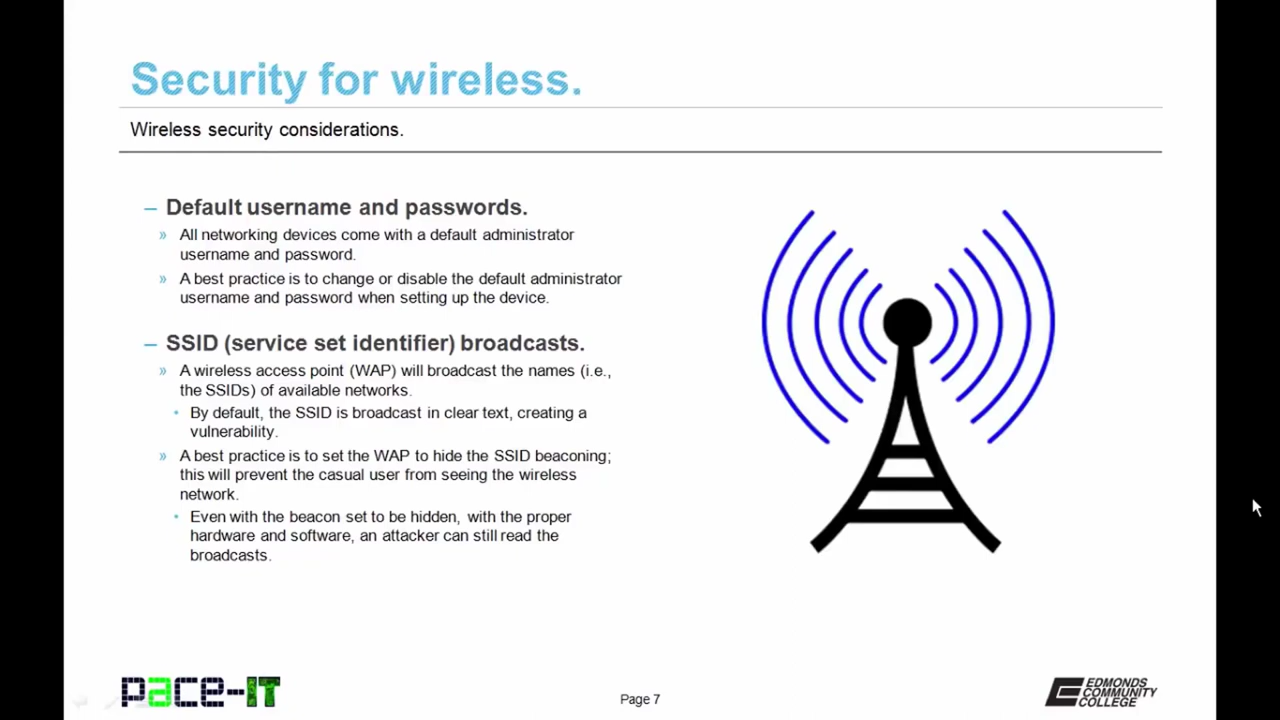 Security for wireless.
Wireless security considerations.
– Default username and passwords.
» All networking devices come with a default administrator
username and password.
» A best practice is to change or disable the default administrator
username and password when setting up the device.
– SSID (service set identifier) broadcasts.
» A wireless access point (WAP) will broadcast the names (i.e.,
the SSIDs) of available networks.
• By default, the SSID is broadcast in clear text, creating a
vulnerability.
» A best practice is to set the WAP to hide the SSID beaconing;
this will prevent the casual user from seeing the wireless
network.
• Even with the beacon set to be hidden, with the proper
hardware and software, an attacker can still read the
broadcasts.
pace-IT
Page 7
EDMONDS
COMMUNITY
COLLEGE